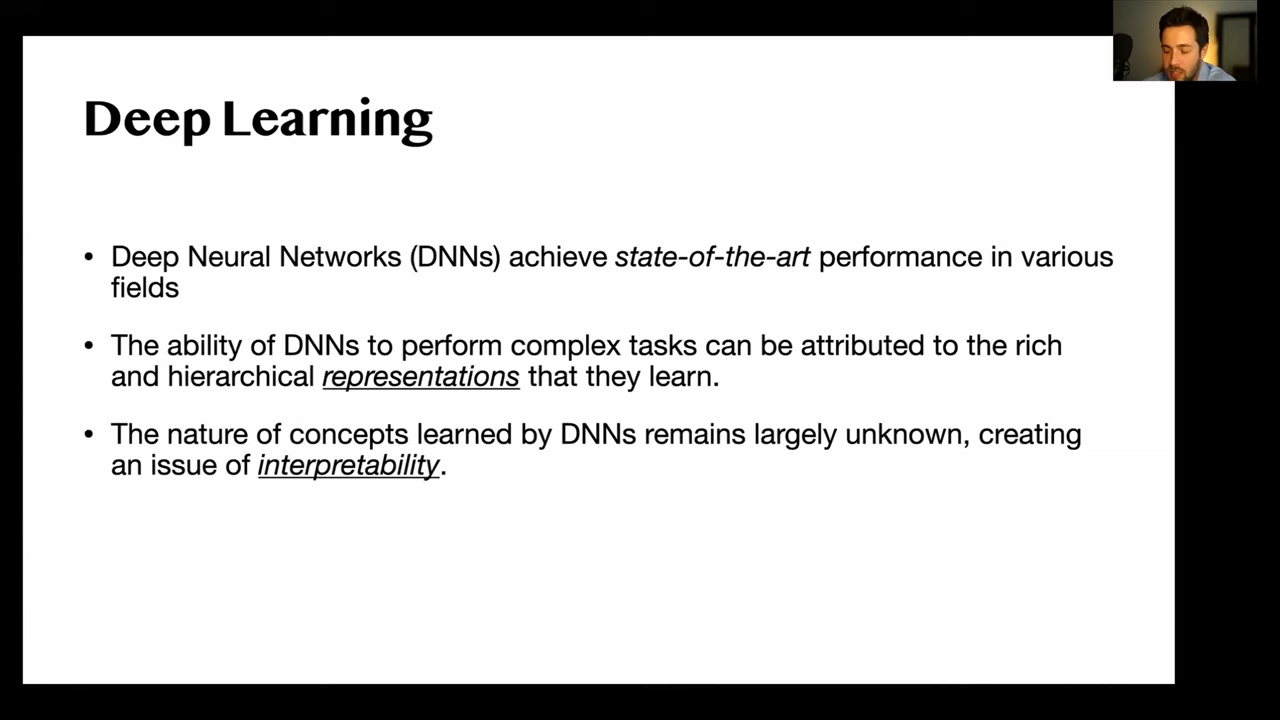 Deep Learning
• Deep Neural Networks (DNNs) achieve state-of-the-art performance in various
fields
• The ability of DNNs to perform complex tasks can be attributed to the rich
and hierarchical representations that they learn.
• The nature of concepts learned by DNNs remains largely unknown, creating
an issue of interpretability.